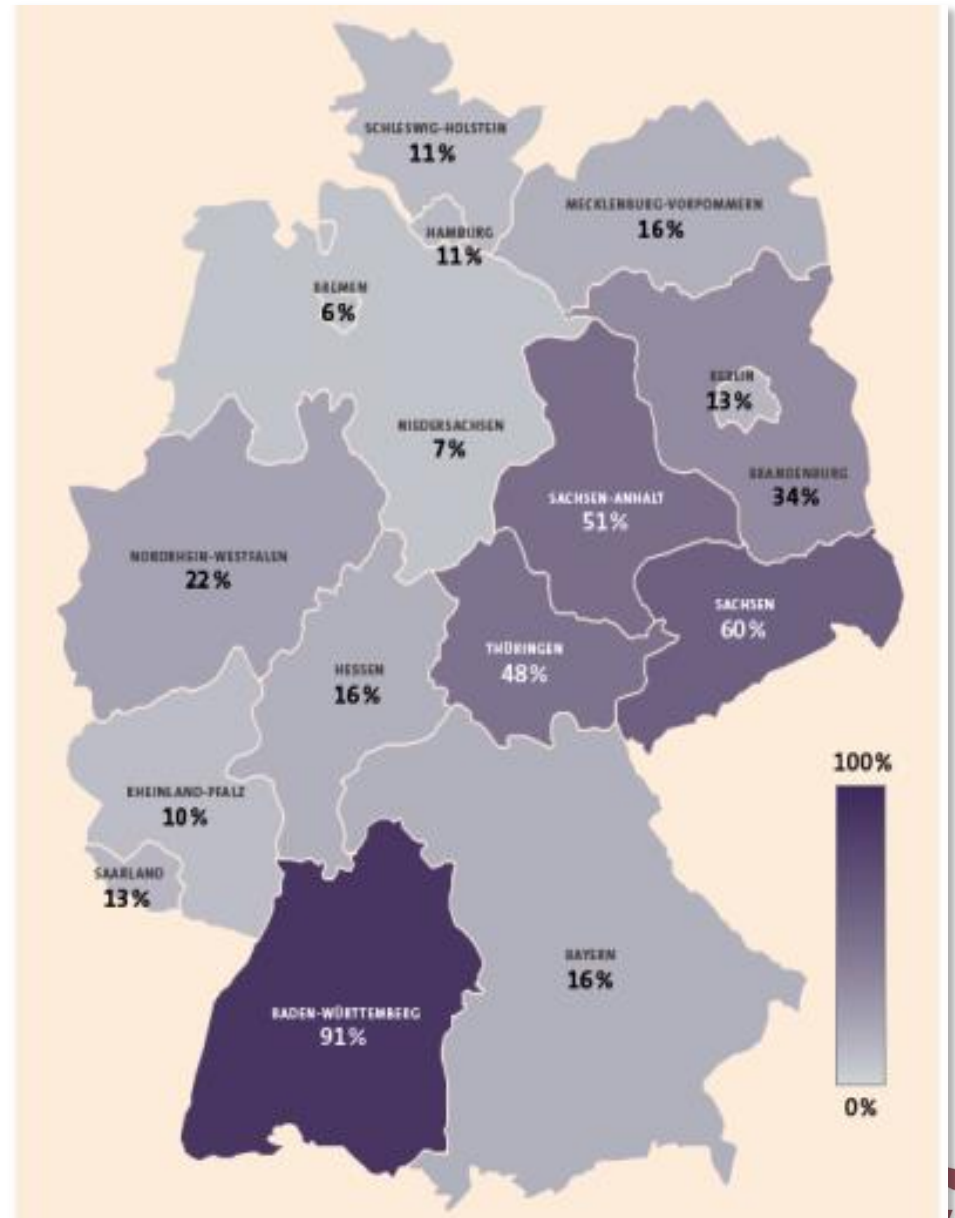 SCHLESWIG-HOLSTEIN
11%
MECKLENBURG-VORPOMMERN
16%
HAMBURG
11%
BREMEN
6%
BERLIN
13%
NIEDERSACHSEN
7%
BRANDENBURG
34%
SACHSEN-ANHALT
51%
NORDRHEIN-WESTFALEN
22%
SACHSEN
60%
THÜRINGEN
48%
HESSEN
16%
100%
RHEINLAND-PFALZ
10%
SAARLAND
13%
BAYERN
16%
BADEN-WÜRTTEMBERG
91%
0%